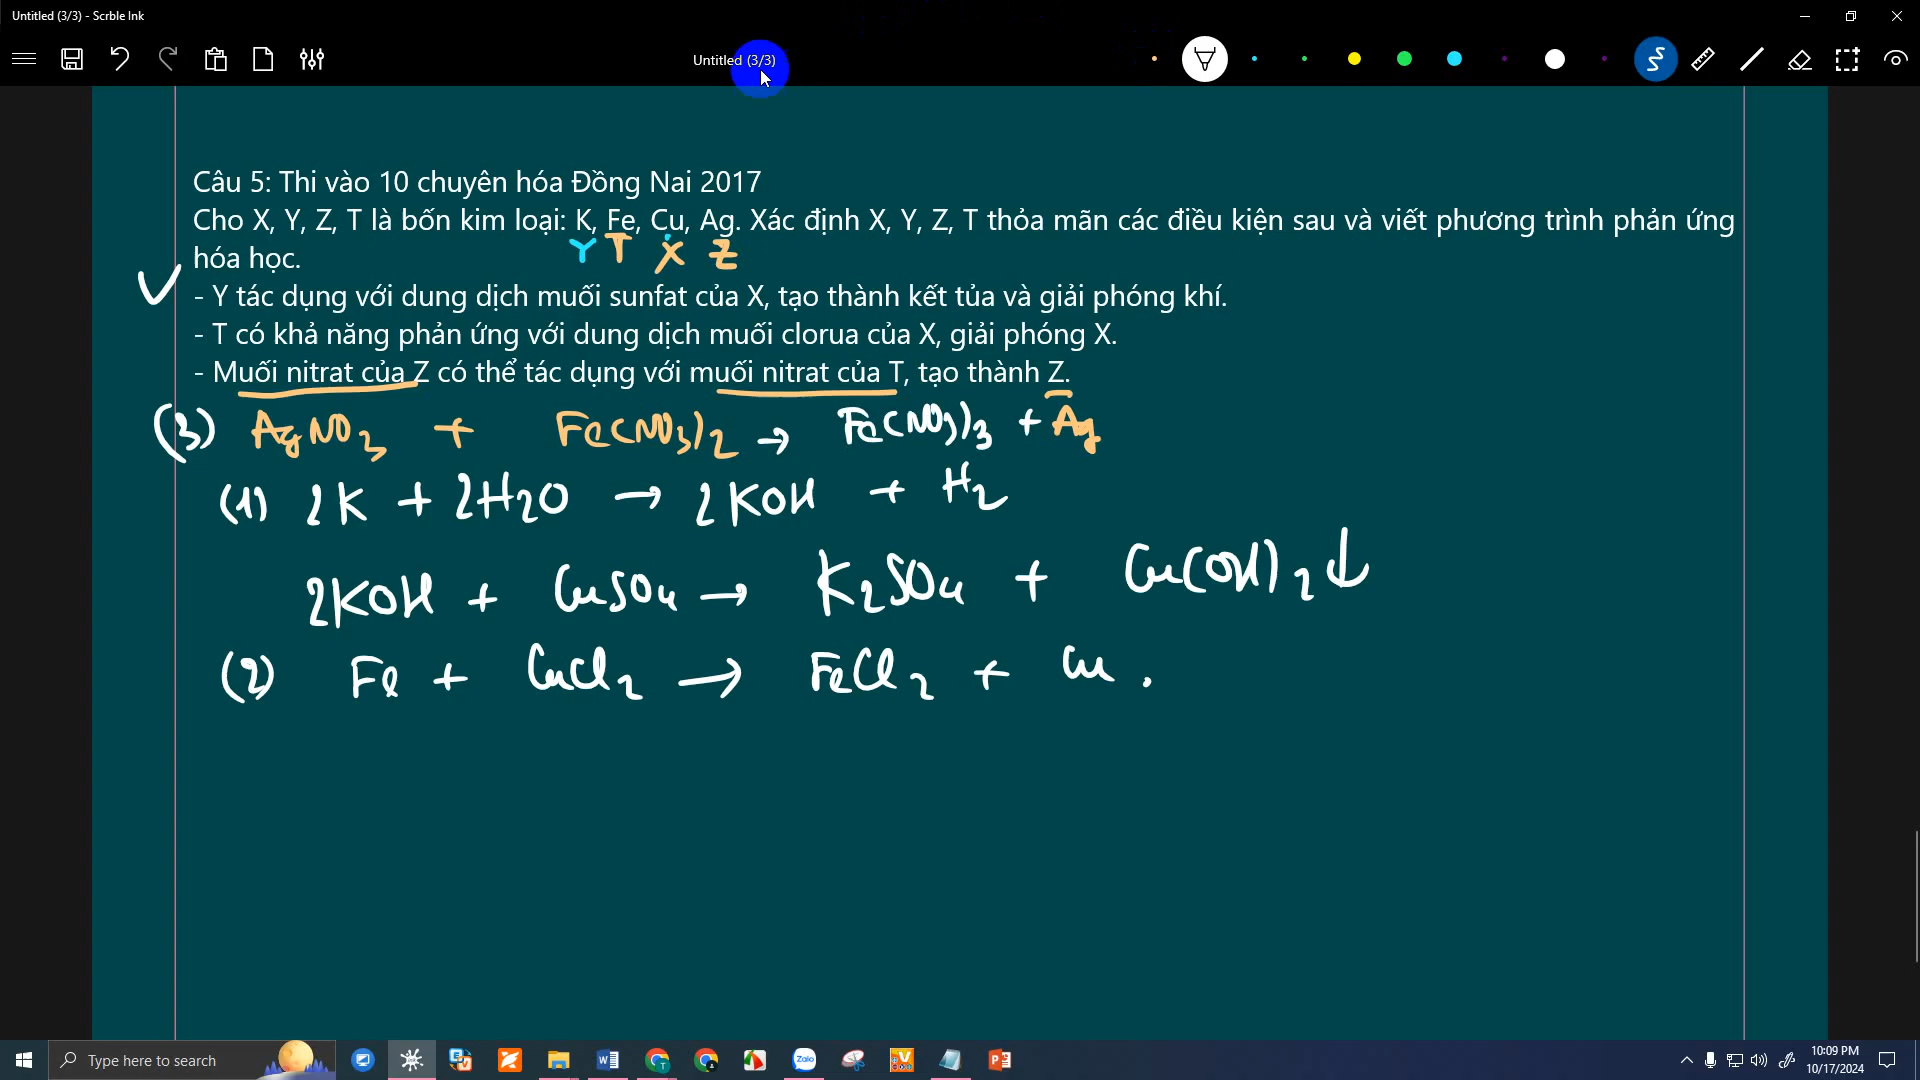 Untitled (3/3) - Scrble Ink
Untitled (3/3)
Câu 5: Thi vào 10 chuyên hóa Đồng Nai 2017
Cho X, Y, Z, T là bốn kim loại: K, Fe, Cu, Ag. Xác định X, Y, Z, T thỏa mãn các điều kiện sau và viết phương trình phản ứng
Y T X Z
hóa học.
- Y tác dụng với dung dịch muối sunfat của X, tạo thành kết tủa và giải phóng khí.
- T có khả năng phản ứng với dung dịch muối clorua của X, giải phóng X.
- Muối nitrat của Z có thể tác dụng với muối nitrat của T, tạo thành Z.
(3) AgNO3 + Fe(NO3)2 → Fe(NO3)3 + Ag
(1) 2K + 2H2O → 2KOH + H2
2KOH + CuSO4 → K2SO4 + Cu(OH)2↓
(2) Fe + CuCl2 → FeCl2 + Cu .
Type here to search
10:09 PM
10/17/2024